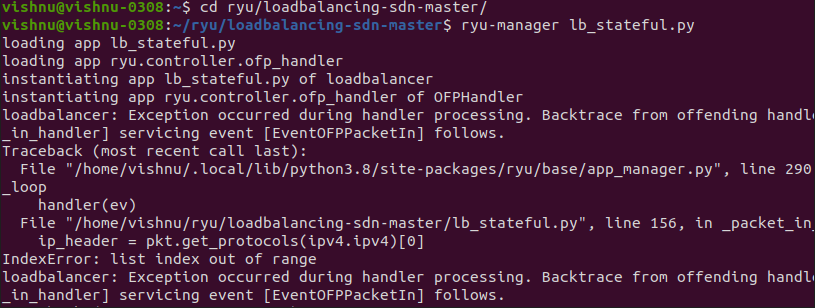 vishnu@vishnu-0308:~$ cd ryu/loadbalancing-sdn-master/
vishnu@vishnu-0308:~/ryu/loadbalancing-sdn-master$ ryu-manager lb_stateful.py
loading app lb_stateful.py
loading app ryu.controller.ofp_handler
instantiating app lb_stateful.py of loadbalancer
instantiating app ryu.controller.ofp_handler of OFPHandler
loadbalancer: Exception occurred during handler processing. Backtrace from offending handl
_in_handler] servicing event [EventOFPPacketIn] follows.
Traceback (most recent call last):
  File "/home/vishnu/.local/lib/python3.8/site-packages/ryu/base/app_manager.py", line 290
_loop
    handler(ev)
  File "/home/vishnu/ryu/loadbalancing-sdn-master/lb_stateful.py", line 156, in _packet_in_
    ip_header = pkt.get_protocols(ipv4.ipv4)[0]
IndexError: list index out of range
loadbalancer: Exception occurred during handler processing. Backtrace from offending handl
_in_handler] servicing event [EventOFPPacketIn] follows.